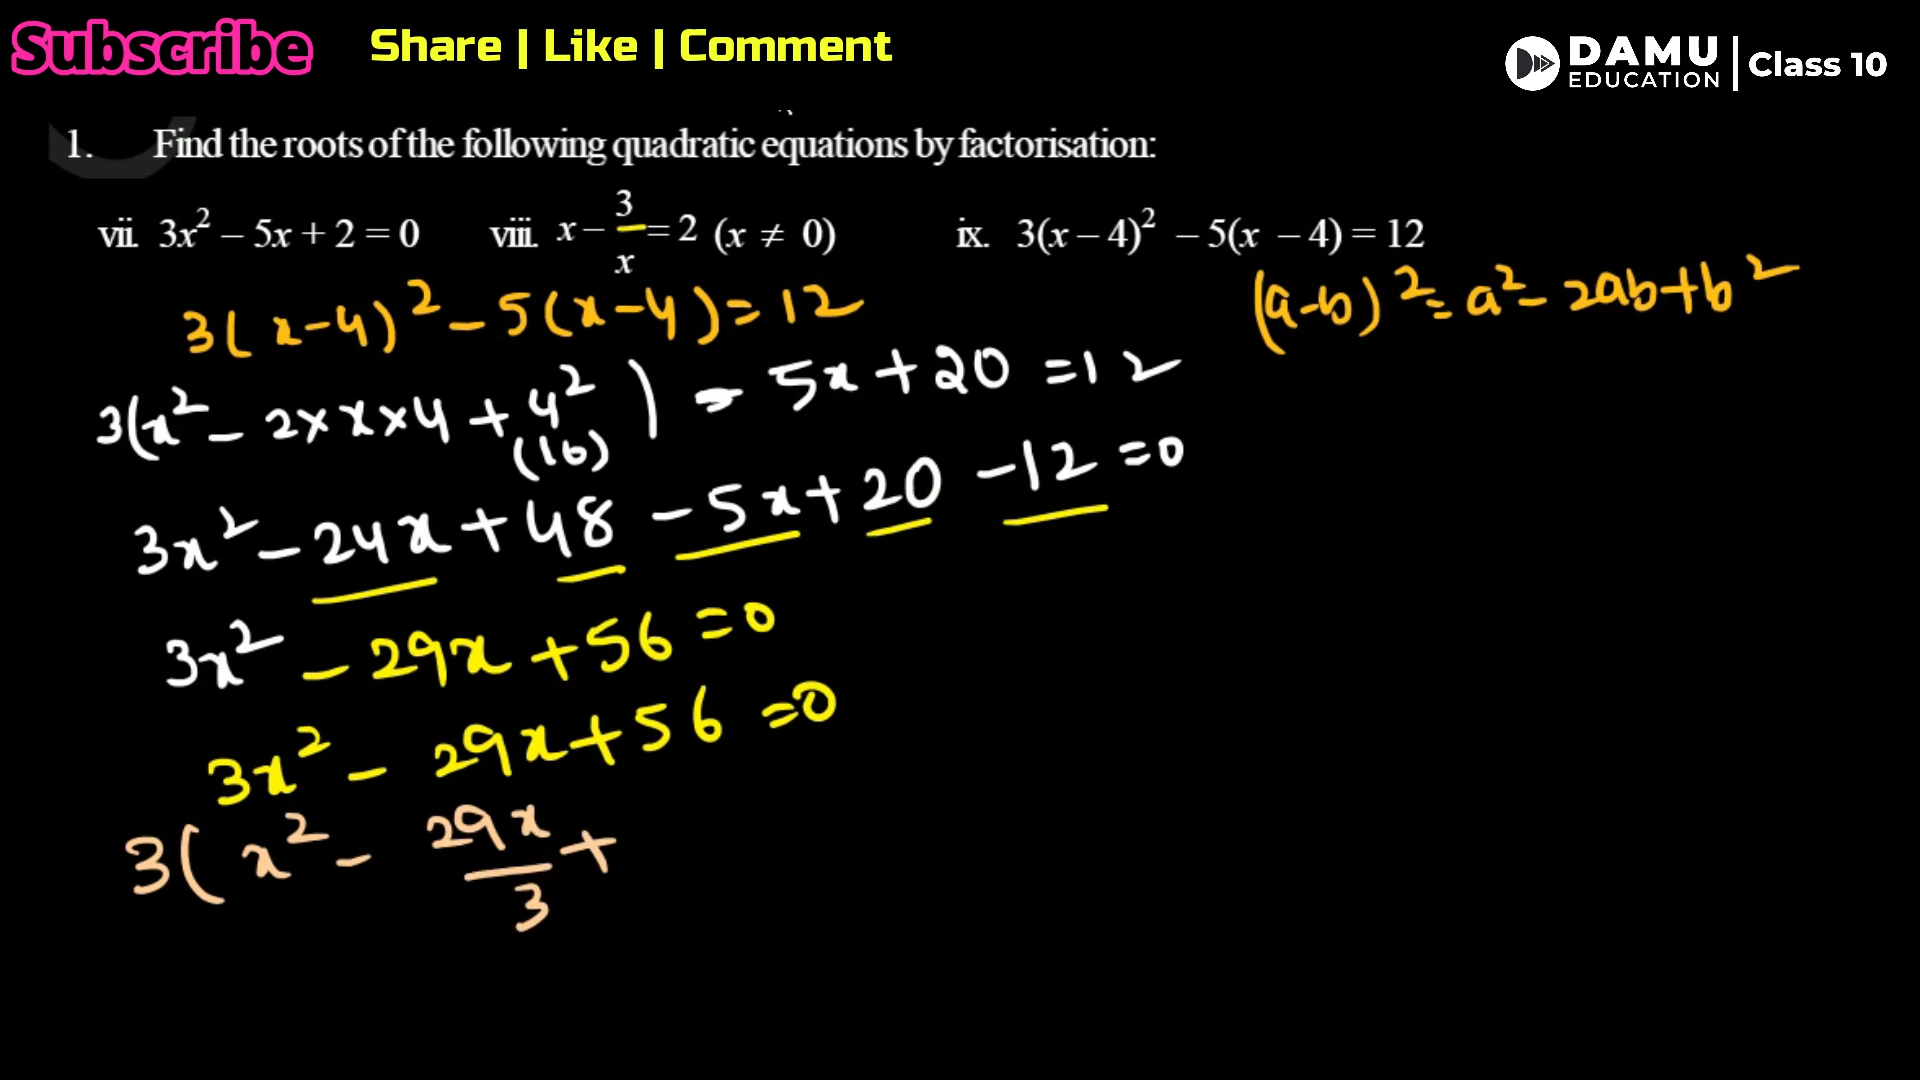 Subscribe Share | Like | Comment DAMU EDUCATION | Class 10
1. Find the roots of the following quadratic equations by factorisation:
vii. 3x² – 5x + 2 = 0 viii. x – 3/x = 2 (x ≠ 0) ix. 3(x – 4)² – 5(x – 4) = 12
3(x-4)² - 5(x-4) = 12 (a-b)² = a² - 2ab + b²
3(x² - 2×x×4 + 4²) - 5x + 20 = 12
(16)
3x² - 24x + 48 - 5x + 20 - 12 = 0
3x² - 29x + 56 = 0
3x² - 29x + 56 = 0
3(x² - 29x/3 +